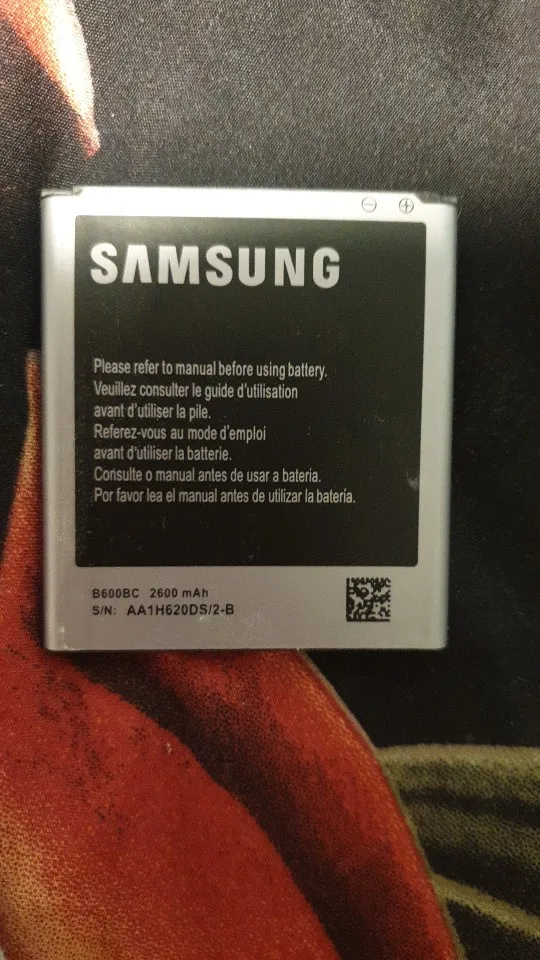 ⊖ ⊕
SAMSUNG
Please refer to manual before using battery.
Veuillez consulter le guide d'utilisation
avant d'utiliser la pile.
Referez-vous au mode d'emploi
avant d'utiliser la batterie.
Consulte o manual antes de usar a bateria.
Por favor lea el manual antes de utilizar la batería.
B600BC 2600 mAh
S/N: AA1H620DS/2-B